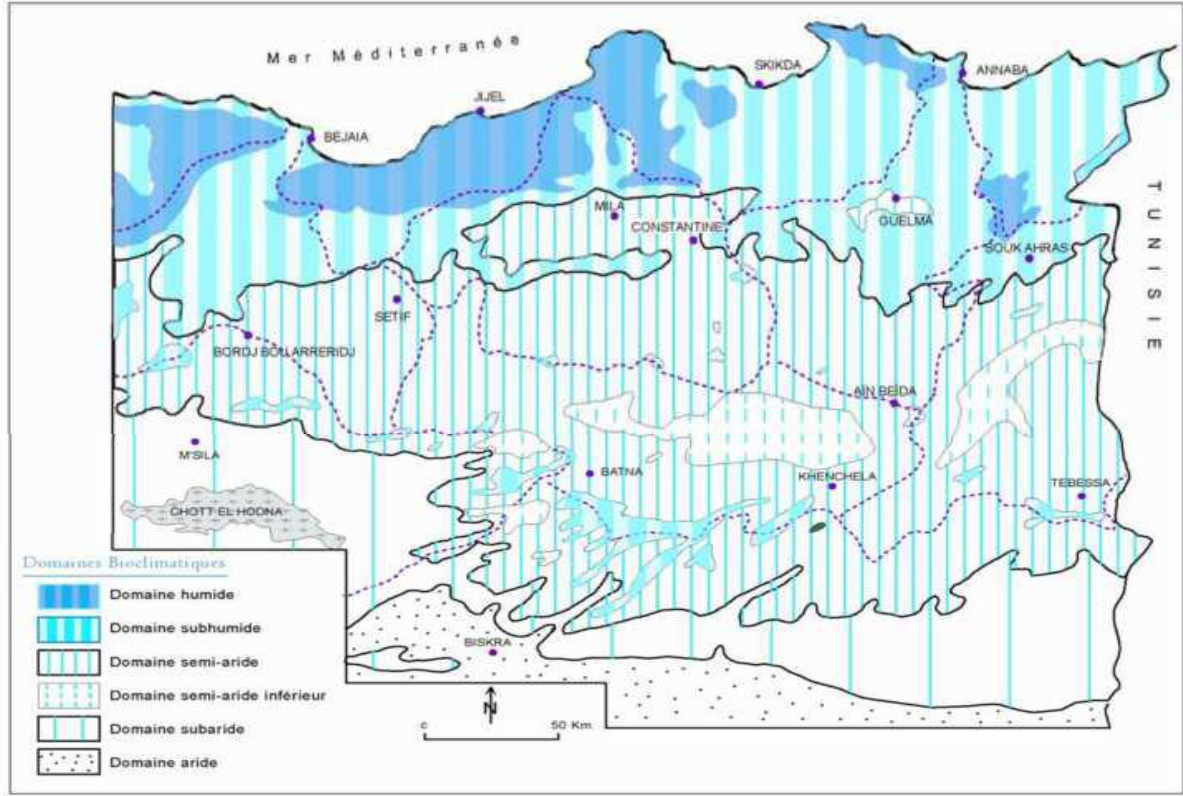 Mer Méditerranée
SKIKDA
ANNABA
JIJEL
BEJAIA
TUNISIE
MILA
CONSTANTINE
GUELMA
SOUK AHRAS
SETIF
BORDJ BOUARRERIDJ
AIN BEIDA
M'SILA
BATNA
KHENCHELA
TEBESSA
CHOTT EL HODNA
Domaines Bioclimatiques
Domaine humide
Domaine subhumide
Domaine semi-aride
Domaine semi-aride inférieur
Domaine subaride
Domaine aride
BISKRA
N
c 50 Km